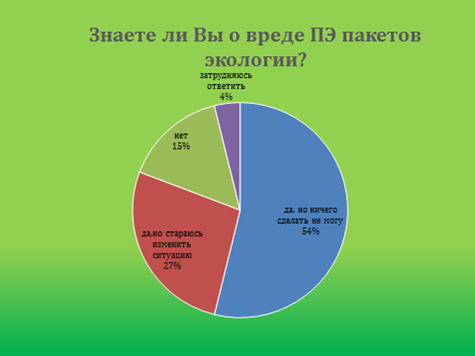 Знаете ли Вы о вреде ПЭ пакетов
экологии?
затрудняюсь
ответить
4%
нет
15%
да, но ничего
сделать не могу
54%
да,но стараюсь
изменить
ситуацию
27%